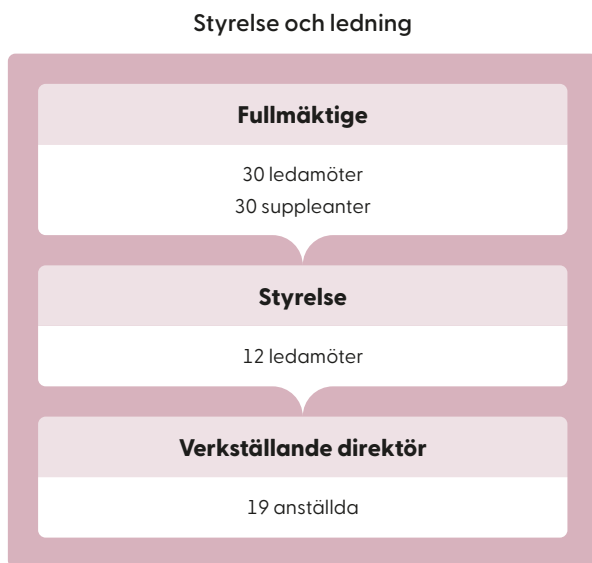 Styrelse och ledning
Fullmäktige
30 ledamöter
30 suppleanter
Styrelse
12 ledamöter
Verkställande direktör
19 anställda